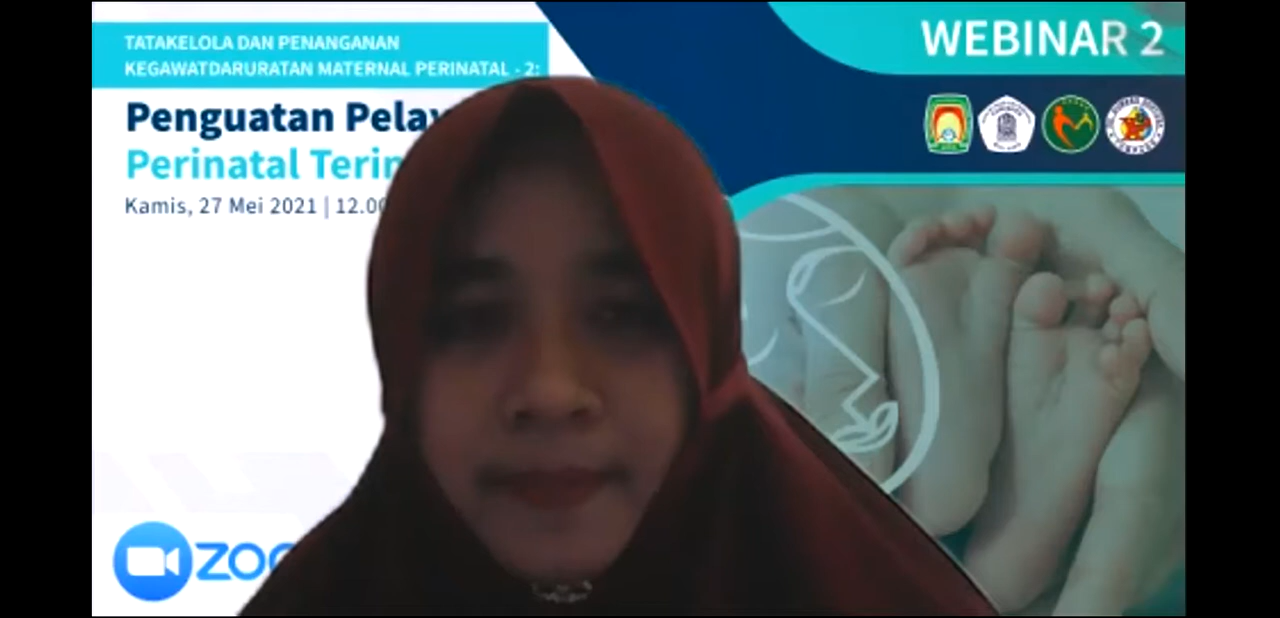 TATAKELOLA DAN PENANGANAN
KEGAWATDARURATAN MATERNAL PERINATAL - 2:
WEBINAR 2
Penguatan
Perinatal
Kamis, 27 Mei 2021 | 12.00